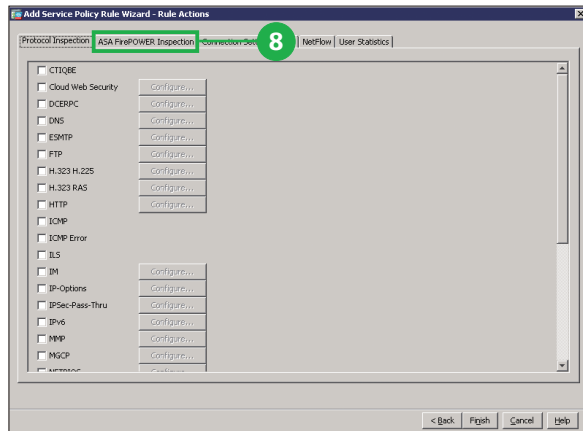 Add Service Policy Rule Wizard - Rule Actions
Protocol Inspection ASA FirePOWER Inspection Connection Sett 8 NetFlow User Statistics
CTIQBE
Cloud Web Security Configure...
DCERPC Configure...
DNS Configure...
ESMTP Configure...
FTP Configure...
H.323 H.225 Configure...
H.323 RAS Configure...
HTTP Configure...
ICMP
ICMP Error
ILS
IM Configure...
IP-Options Configure...
IPSec-Pass-Thru Configure...
IPv6 Configure...
MMP Configure...
MGCP Configure...
NETBIOS Configure...
< Back Finish Cancel Help